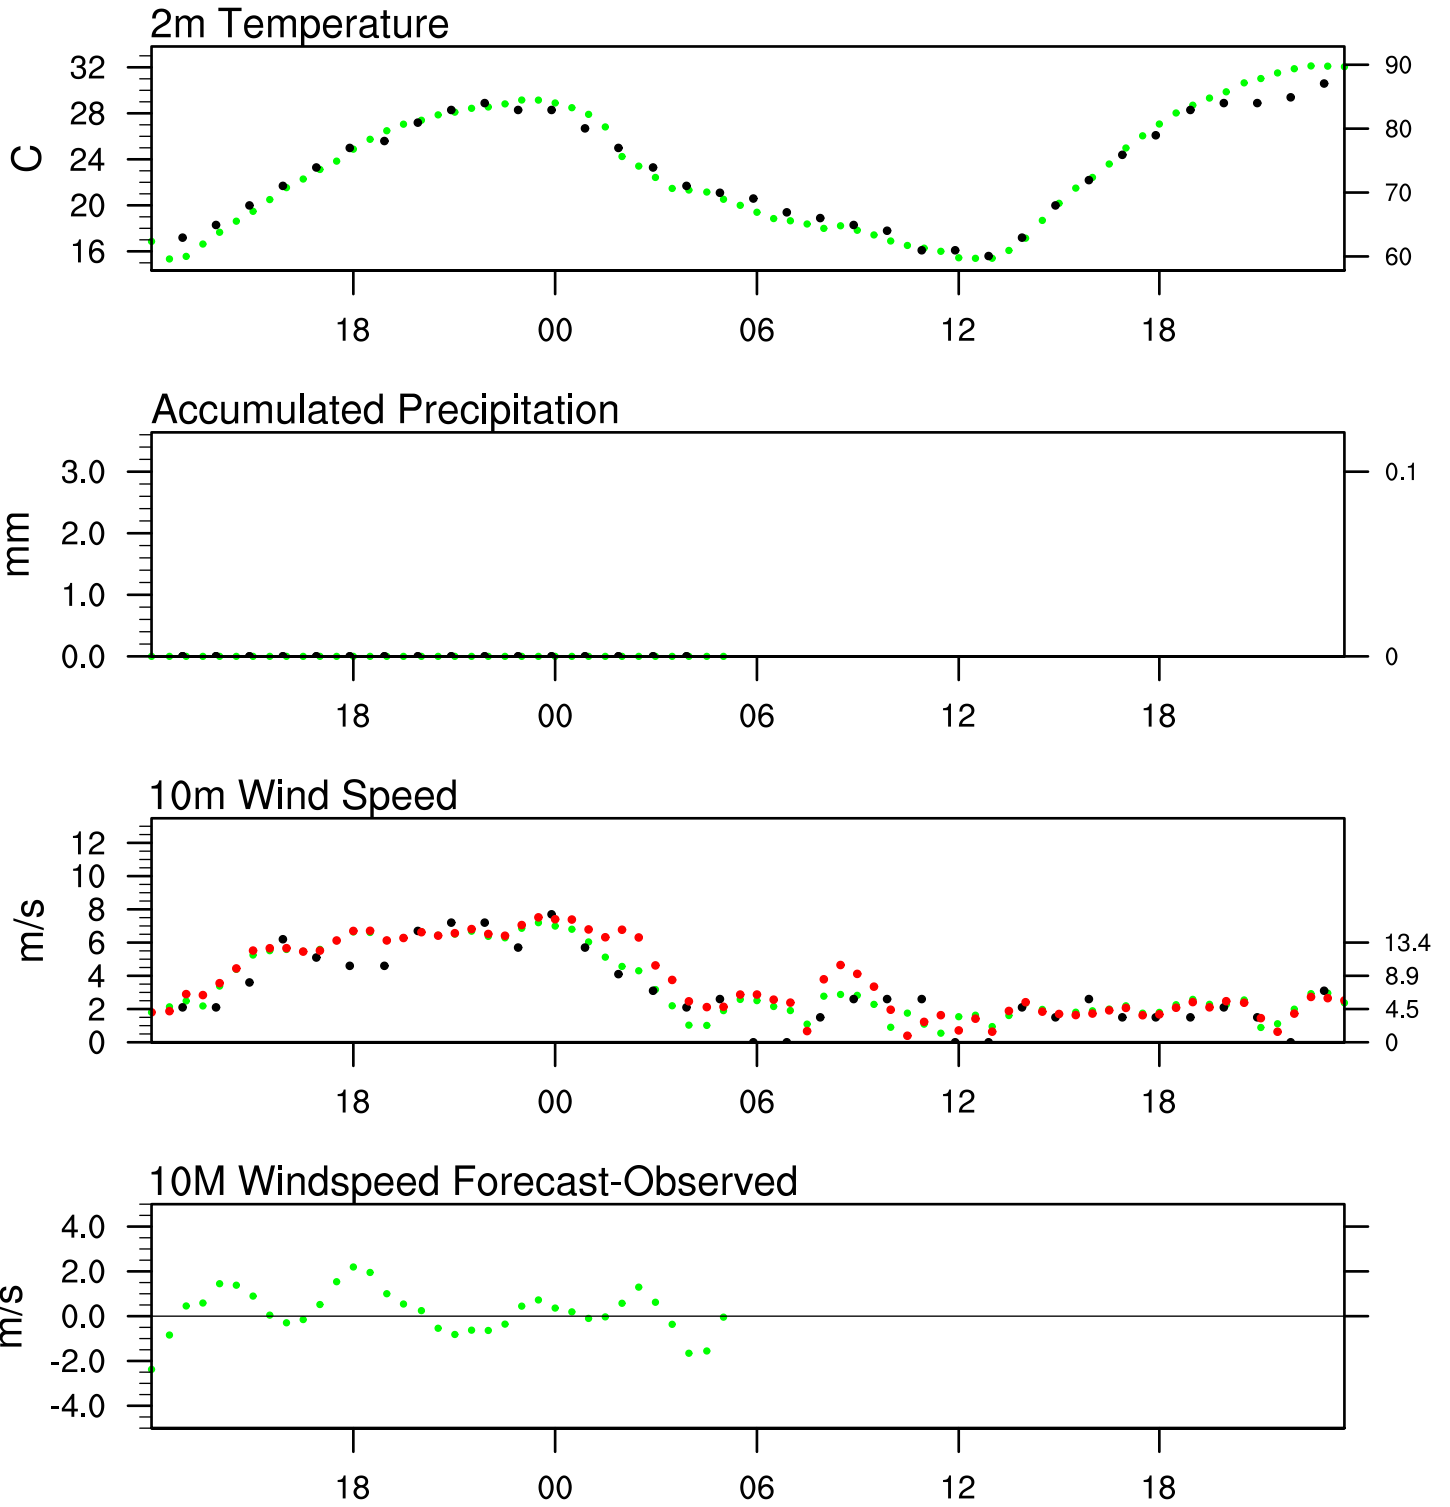 2m Temperature
32
28
24
20
16
C
90
80
70
60
18 00 06 12 18
Accumulated Precipitation
3.0
2.0
1.0
0.0
mm
0.1
0
18 00 06 12 18
10m Wind Speed
12
10
8
6
4
2
0
m/s
13.4
8.9
4.5
0
18 00 06 12 18
10M Windspeed Forecast-Observed
4.0
2.0
0.0
-2.0
-4.0
m/s
18 00 06 12 18